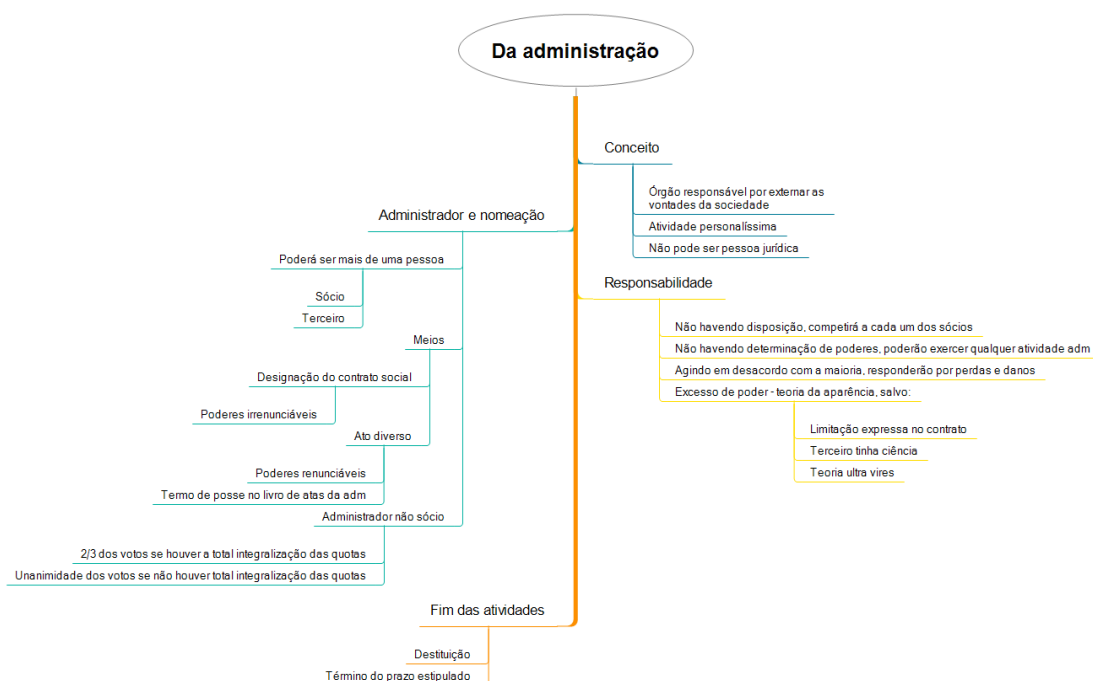 Da administração
Conceito
Órgão responsável por externar as
vontades da sociedade
Atividade personalíssima
Não pode ser pessoa jurídica
Administrador e nomeação
Poderá ser mais de uma pessoa
Sócio
Terceiro
Meios
Designação do contrato social
Poderes irrenunciáveis
Ato diverso
Poderes renunciáveis
Termo de posse no livro de atas da adm
Administrador não sócio
2/3 dos votos se houver a total integralização das quotas
Unanimidade dos votos se não houver total integralização das quotas
Responsabilidade
Não havendo disposição, competirá a cada um dos sócios
Não havendo determinação de poderes, poderão exercer qualquer atividade adm
Agindo em desacordo com a maioria, responderão por perdas e danos
Excesso de poder - teoria da aparência, salvo:
Limitação expressa no contrato
Terceiro tinha ciência
Teoria ultra vires
Fim das atividades
Destituição
Término do prazo estipulado